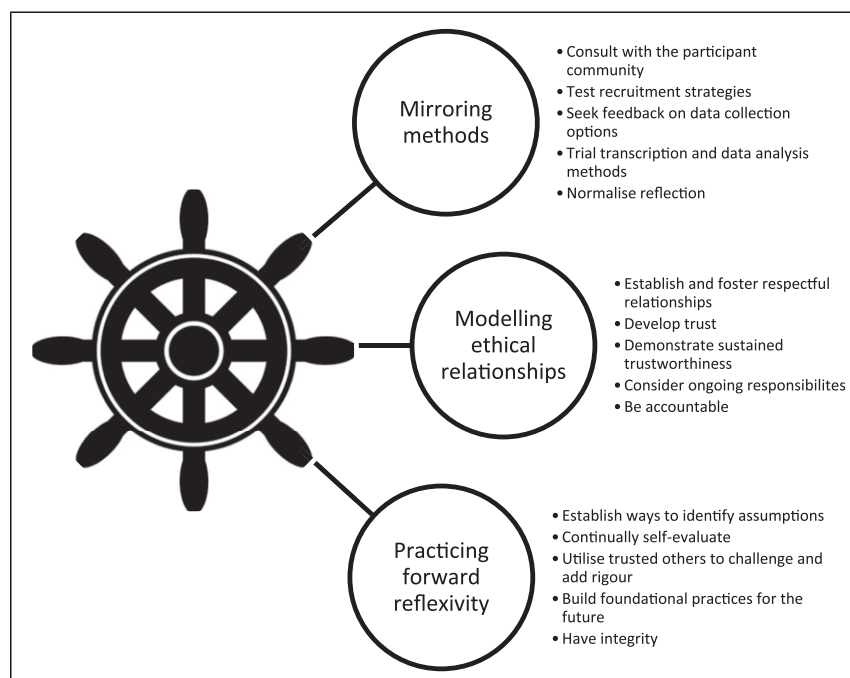 Mirroring
methods
• Consult with the participant
community
• Test recruitment strategies
• Seek feedback on data collection
options
• Trial transcription and data analysis
methods
• Normalise reflection
Modelling
ethical
relationships
• Establish and foster respectful
relationships
• Develop trust
• Demonstrate sustained
trustworthiness
• Consider ongoing responsibilites
• Be accountable
Practicing
forward
reflexivity
• Establish ways to identify assumptions
• Continually self-evaluate
• Utilise trusted others to challenge and
add rigour
• Build foundational practices for the
future
• Have integrity